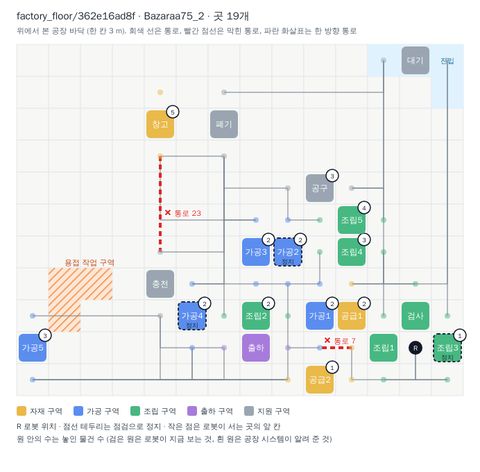 factory_floor/362e16ad8f · Bazaraa75_2 · 곳 19개
위에서 본 공장 바닥 (한 칸 3 m). 회색 선은 통로, 빨간 점선은 막힌 통로, 파란 화살표는 한 방향 통로
대기
5
창고
폐기
3
공구
4
통로 23
조립5
2
2
3
가공3
가공2
조립4
정지
용접 작업 구역
충전
2
2
2
2
가공4
조립2
가공1
공급1
검사
정지
3
통로 7
1
가공5
출하
조립1
R
조립3
정지
1
공급2
자재 구역
가공 구역
조립 구역
출하 구역
지원 구역
R 로봇 위치 · 점선 테두리는 점검으로 정지 · 작은 점은 로봇이 서는 곳의 앞 칸
원 안의 수는 놓인 물건 수 (검은 원은 로봇이 지금 보는 것, 흰 원은 공장 시스템이 알려 준 것)